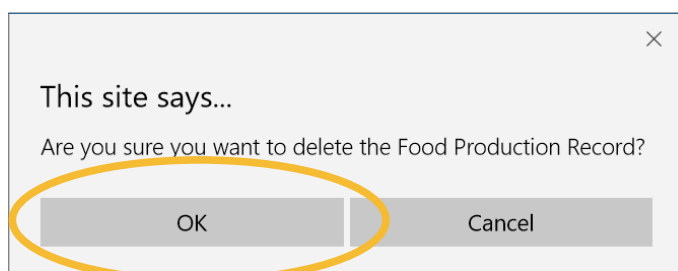 This site says...
Are you sure you want to delete the Food Production Record?
OK Cancel